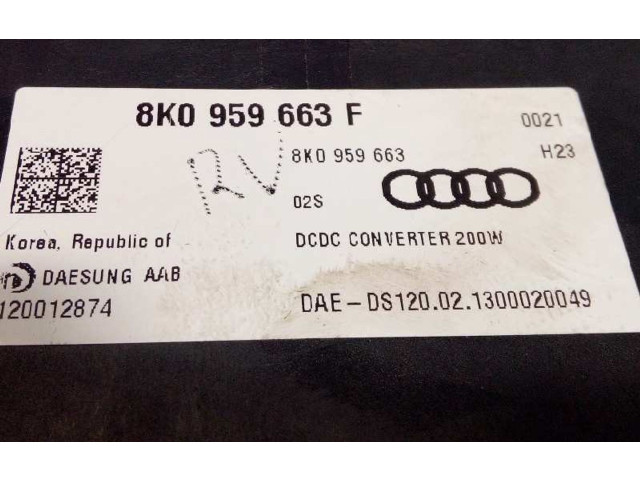 8K0 959 663 F
0021
8K0 959 663
H23
02S
Korea, Republic of
DCDC CONVERTER 200W
DAESUNG AAB
120012874
DAE-DS120.02.1300020049